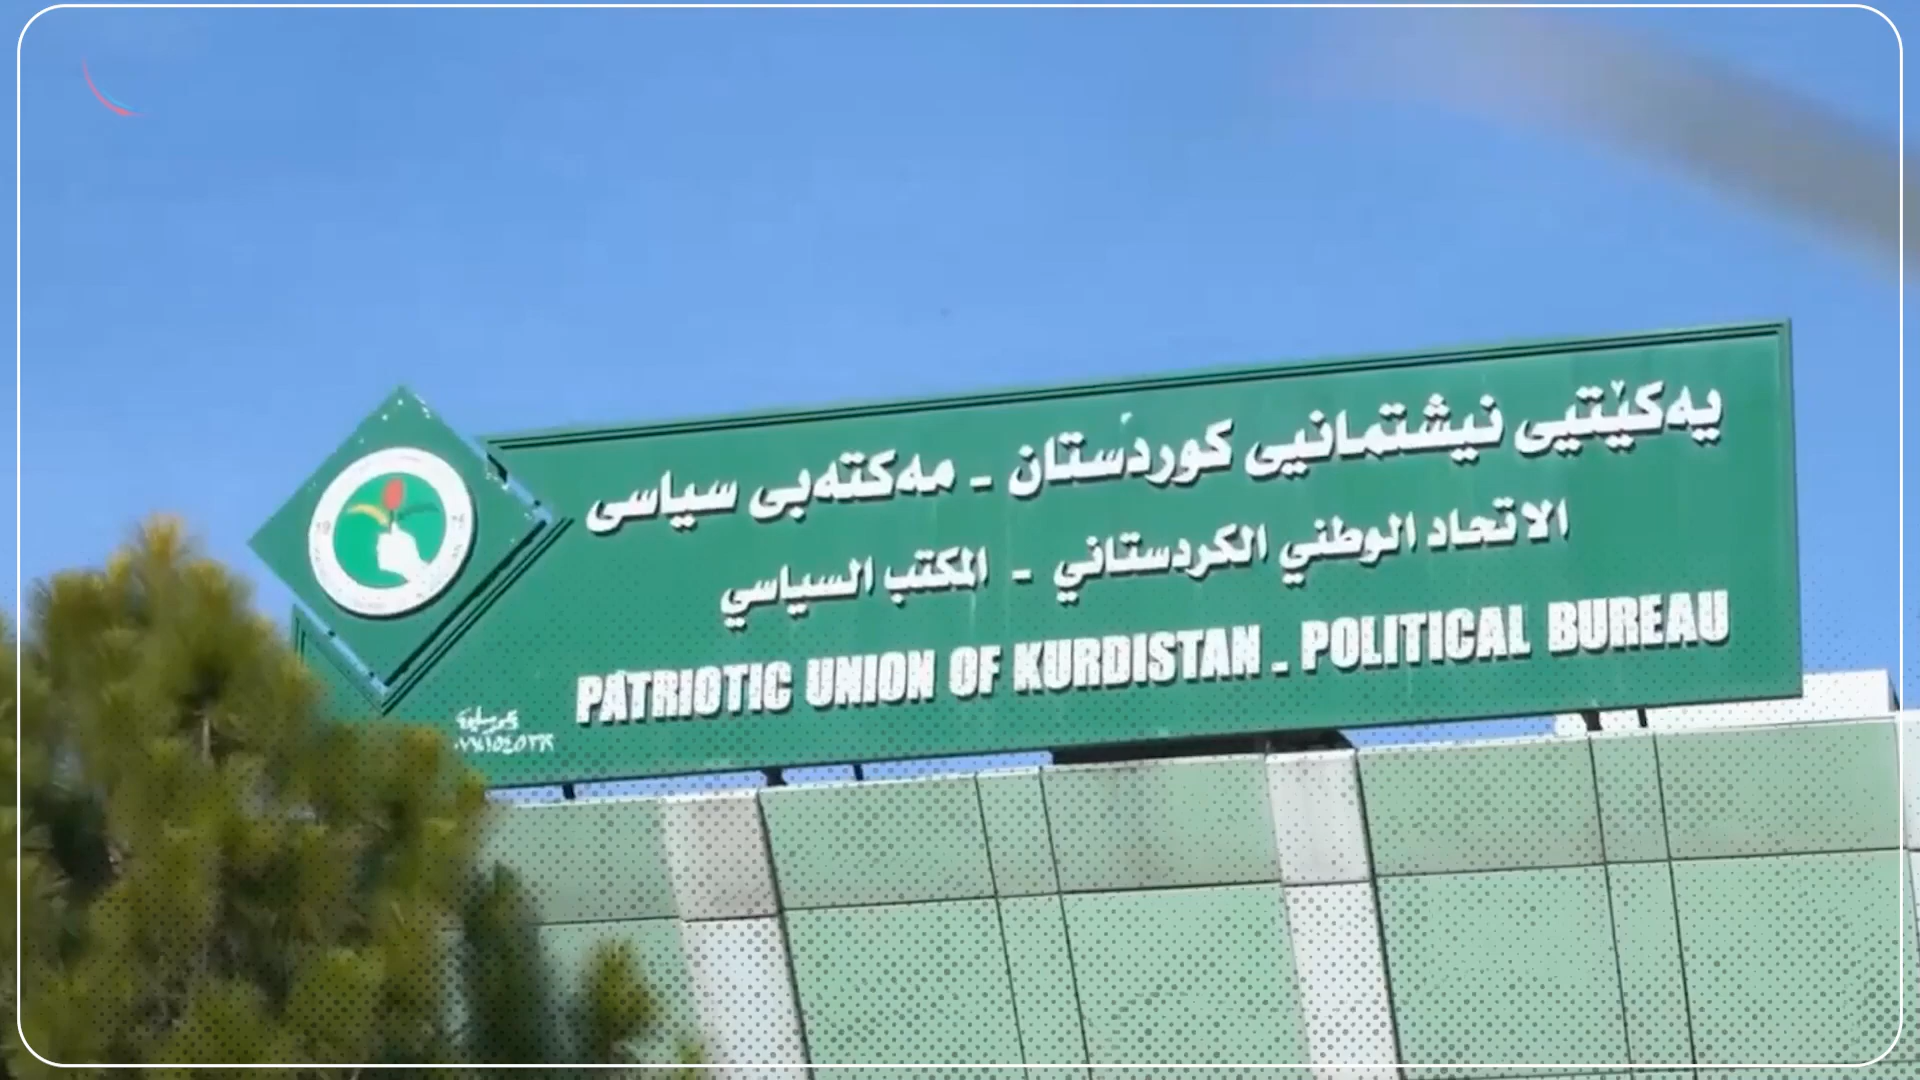 یەکێتیی نیشتمانیی کوردستان - مەکتەبی سیاسی
الاتحاد الوطني الكردستاني - المكتب السياسي
PATRIOTIC UNION OF KURDISTAN - POLITICAL BUREAU